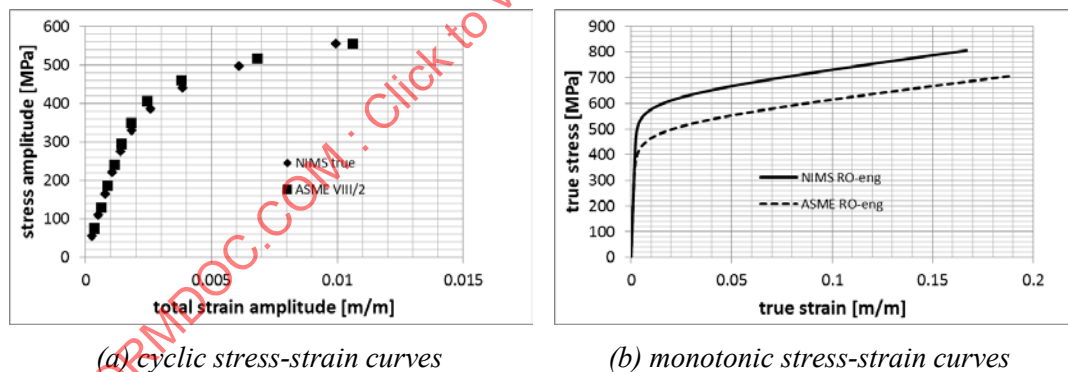 600
500
400
300
200
100
0
stress amplitude [MPa]
NIMS true
ASME VIII/2
0
0.005
0.01
0.015
total strain amplitude [m/m]
(a) cyclic stress-strain curves
900
800
700
600
500
400
300
200
100
0
true stress [MPa]
NIMS RO-eng
ASME RO-eng
0
0.05
0.1
0.15
0.2
true strain [m/m]
(b) monotonic stress-strain curves
RMDOC.COM : Click to